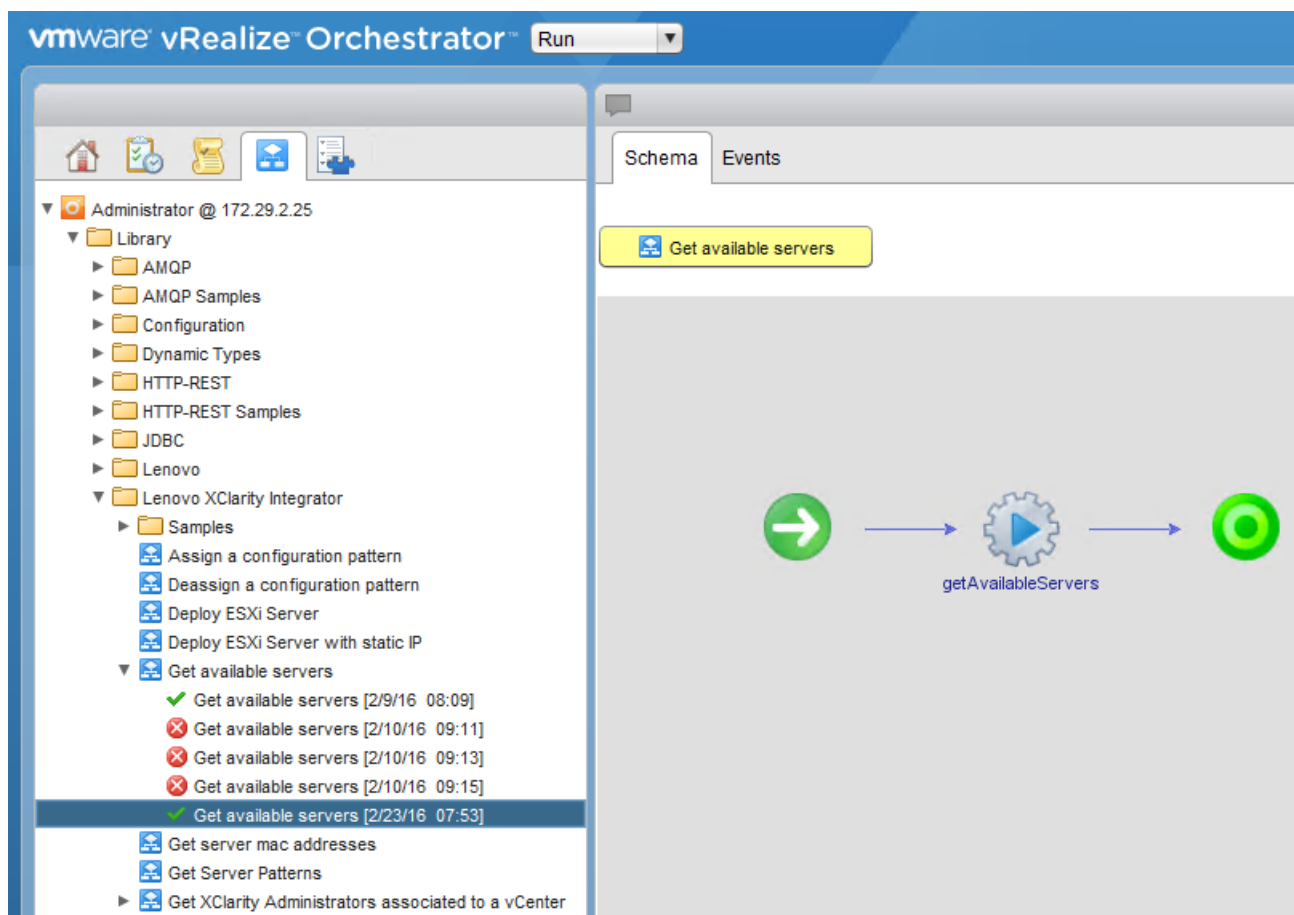 vmware vRealize™ Orchestrator™ Run
Schema Events
Administrator @ 172.29.2.25
Library
AMQP
AMQP Samples
Configuration
Dynamic Types
HTTP-REST
HTTP-REST Samples
JDBC
Lenovo
Lenovo XClarity Integrator
Samples
Assign a configuration pattern
Deassign a configuration pattern
Deploy ESXi Server
Deploy ESXi Server with static IP
Get available servers
Get available servers [2/9/16 08:09]
Get available servers [2/10/16 09:11]
Get available servers [2/10/16 09:13]
Get available servers [2/10/16 09:15]
Get available servers [2/23/16 07:53]
Get server mac addresses
Get Server Patterns
Get XClarity Administrators associated to a vCenter
Get available servers
getAvailableServers